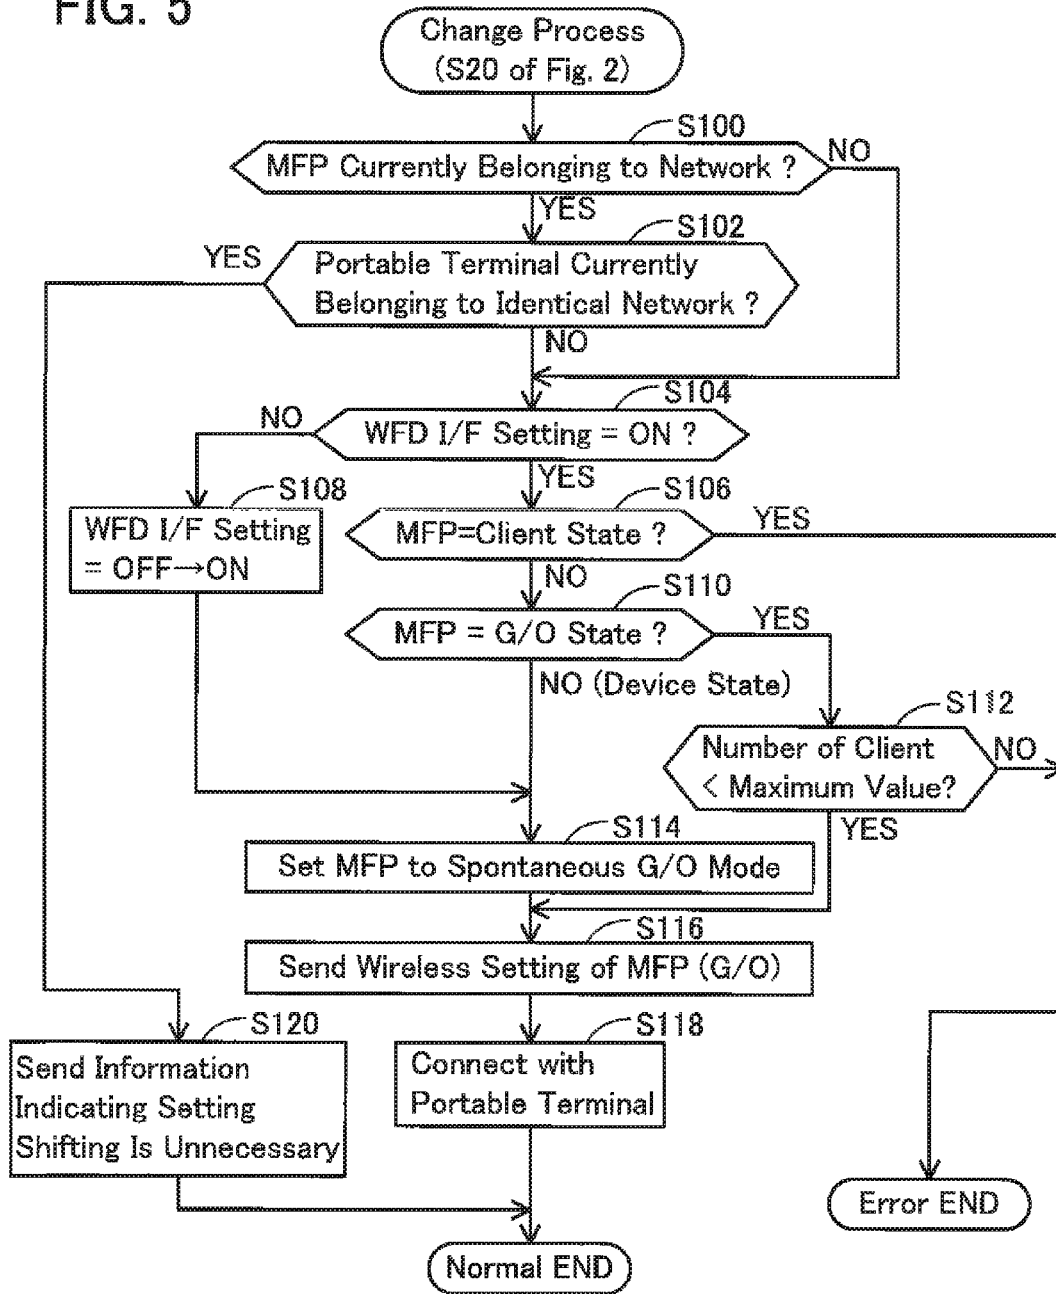 FIG. 5
Change Process
(S20 of Fig. 2)
S100
MFP Currently Belonging to Network ?
NO
YES
S102
YES
Portable Terminal Currently
Belonging to Identical Network ?
NO
S104
NO
WFD I/F Setting = ON ?
YES
S108
WFD I/F Setting
= OFF→ON
S106
MFP=Client State ?
YES
NO
S110
MFP = G/O State ?
YES
NO (Device State)
S112
Number of Client
< Maximum Value?
NO
YES
S114
Set MFP to Spontaneous G/O Mode
S116
Send Wireless Setting of MFP (G/O)
S120
Send Information
Indicating Setting
Shifting Is Unnecessary
S118
Connect with
Portable Terminal
Error END
Normal END